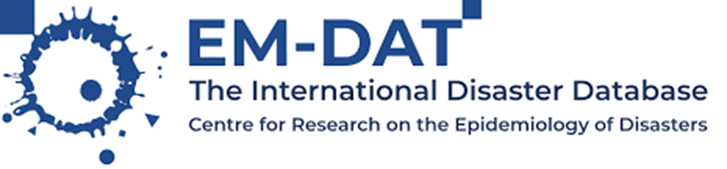 EM-DAT
The International Disaster Database
Centre for Research on the Epidemiology of Disasters